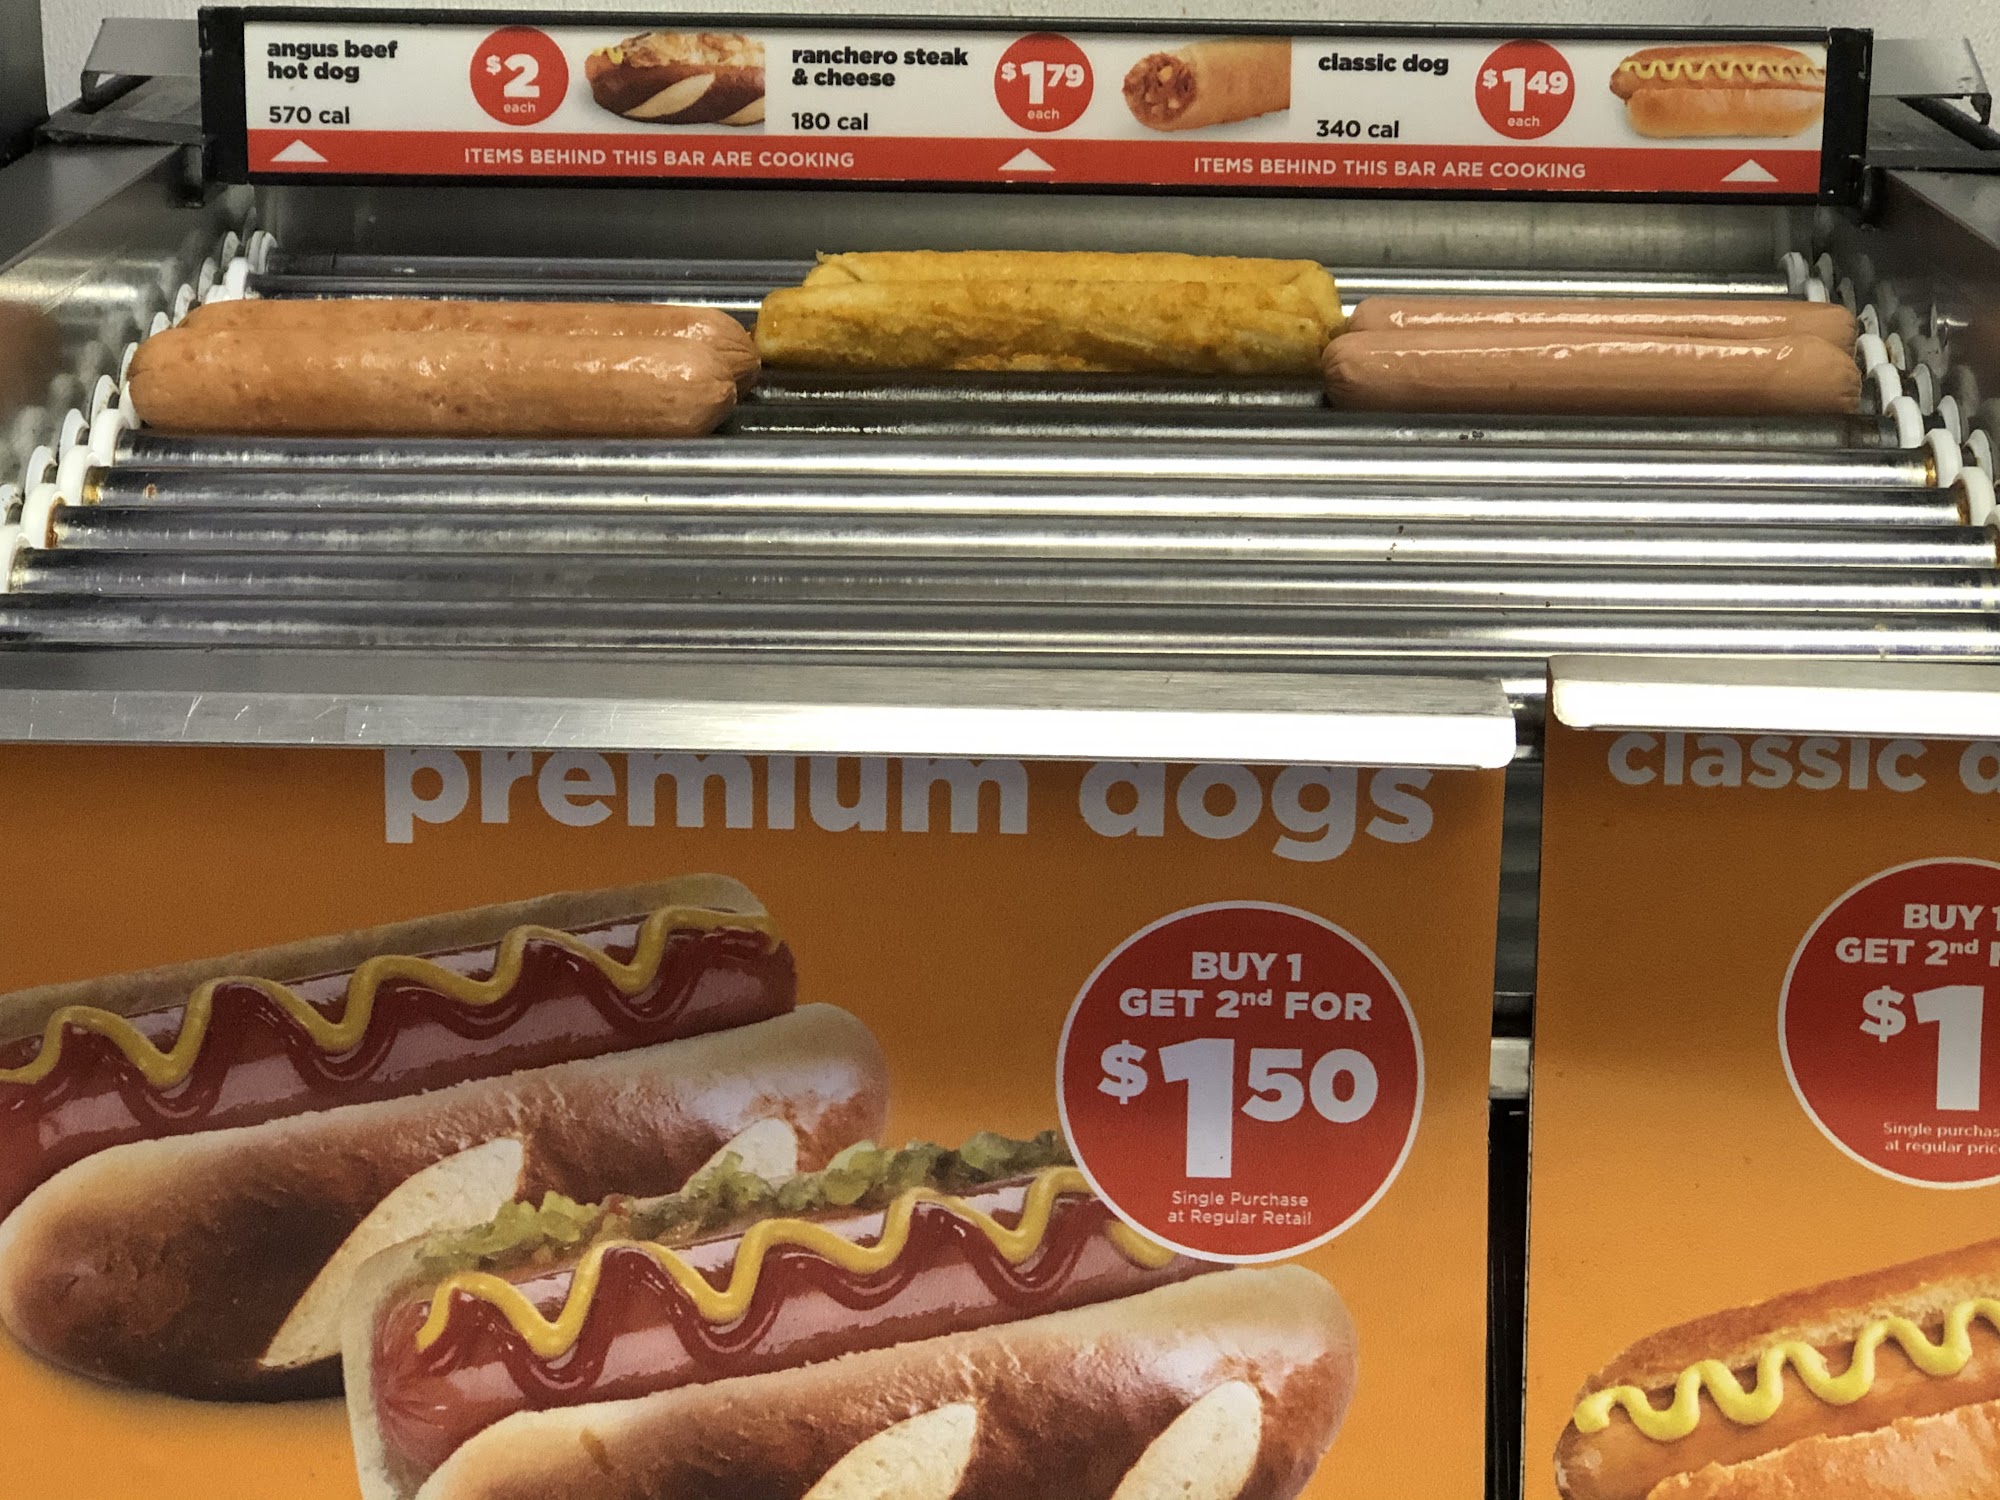 angus beef
hot dog
570 cal
$2
each
ranchero steak
& cheese
180 cal
$1.79
each
classic dog
340 cal
$1.49
each
ITEMS BEHIND THIS BAR ARE COOKING
ITEMS BEHIND THIS BAR ARE COOKING
premium dogs
BUY 1
GET 2nd FOR
$1.50
Single Purchase
at Regular Retail
classic
BUY 1
GET 2nd
$1
Single
at regular